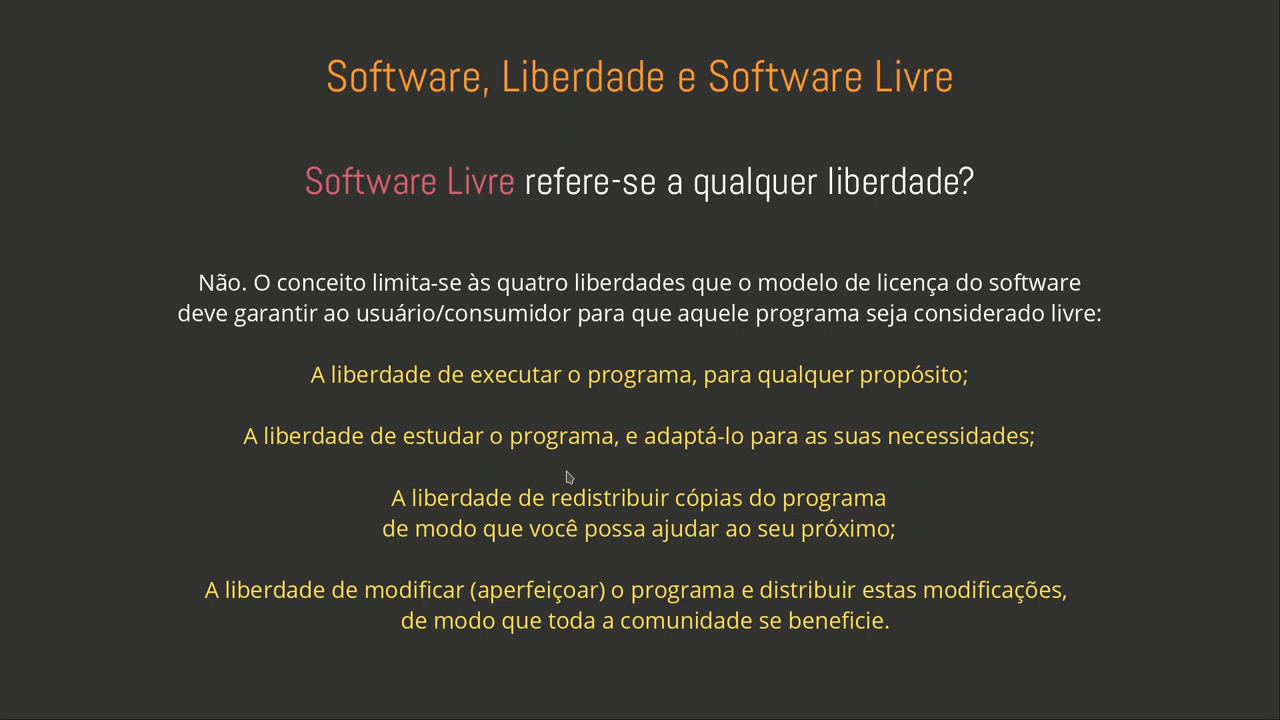 Software, Liberdade e Software Livre
Software Livre refere-se a qualquer liberdade?
Não. O conceito limita-se às quatro liberdades que o modelo de licença do software
deve garantir ao usuário/consumidor para que aquele programa seja considerado livre:
A liberdade de executar o programa, para qualquer propósito;
A liberdade de estudar o programa, e adaptá-lo para as suas necessidades;
A liberdade de redistribuir cópias do programa
de modo que você possa ajudar ao seu próximo;
A liberdade de modificar (aperfeiçoar) o programa e distribuir estas modificações,
de modo que toda a comunidade se beneficie.